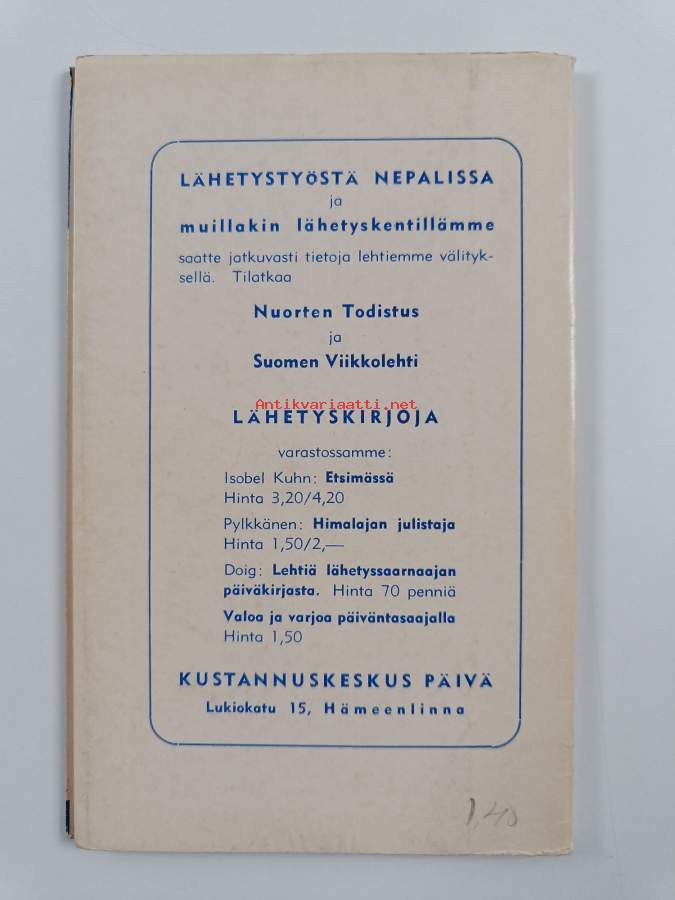 LÄHETYSTYÖSTÄ NEPALISSA
ja
muillakin lähetyskentillämme
saatte jatkuvasti tietoja lehtiemme välityk-
sellä. Tilatkaa
Nuorten Todistus
ja
Suomen Viikkolehti
Antikvariaatti.net
LÄHETYSKIRJOJA
varastossamme:
Isobel Kuhn: Etsimässä
Hinta 3,20/4,20
Pylkkänen: Himalajan julistaja
Hinta 1,50/2,—
Doig: Lehtiä lähetyssaarnaajan
päiväkirjasta. Hinta 70 penniä
Valoa ja varjoa päiväntasaajalla
Hinta 1,50
KUSTANNUSKESKUS PÄIVÄ
Lukiokatu 15, Hämeenlinna
1,40